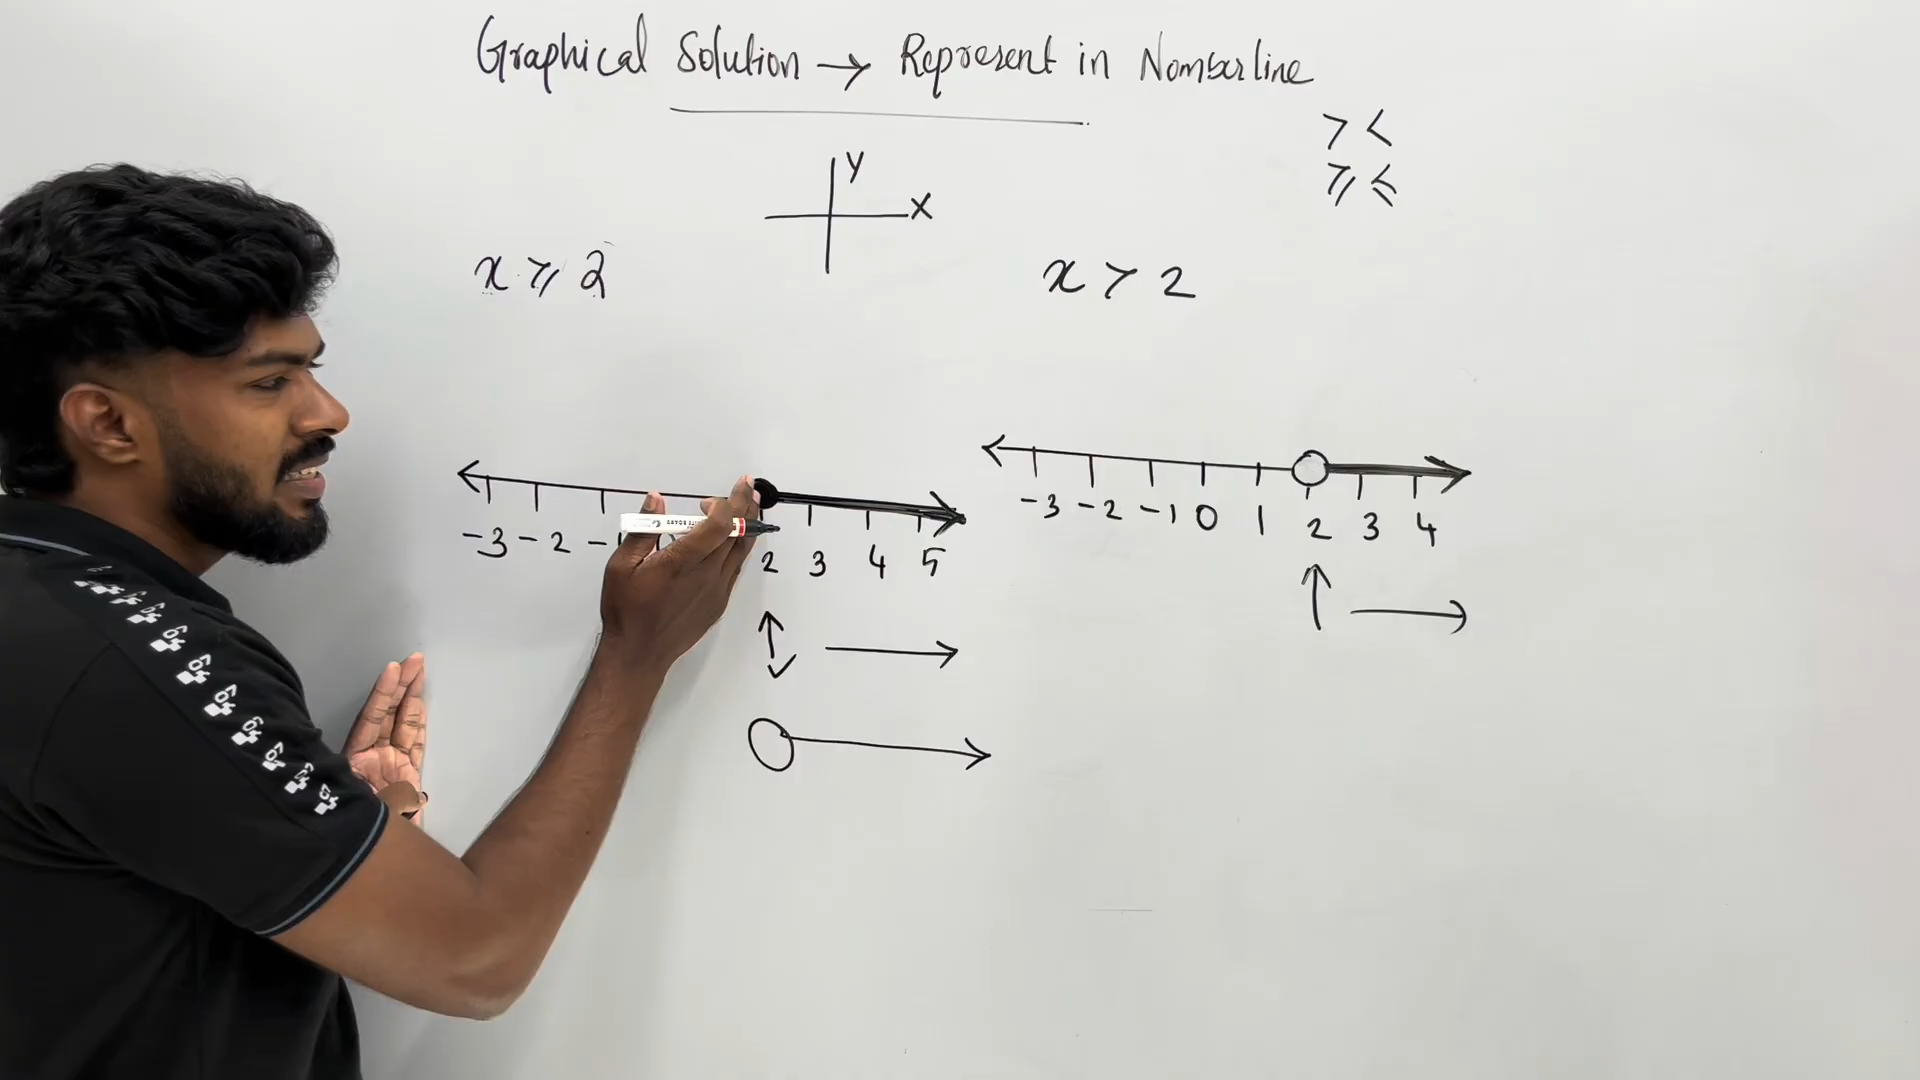 Graphical Solution → Represent in Nomberline
> <
⩾ ⩽
Y
X
x ⩾ 2
x > 2
-3 -2 -1 2 3 4 5
-3 -2 -1 0 1 2 3 4